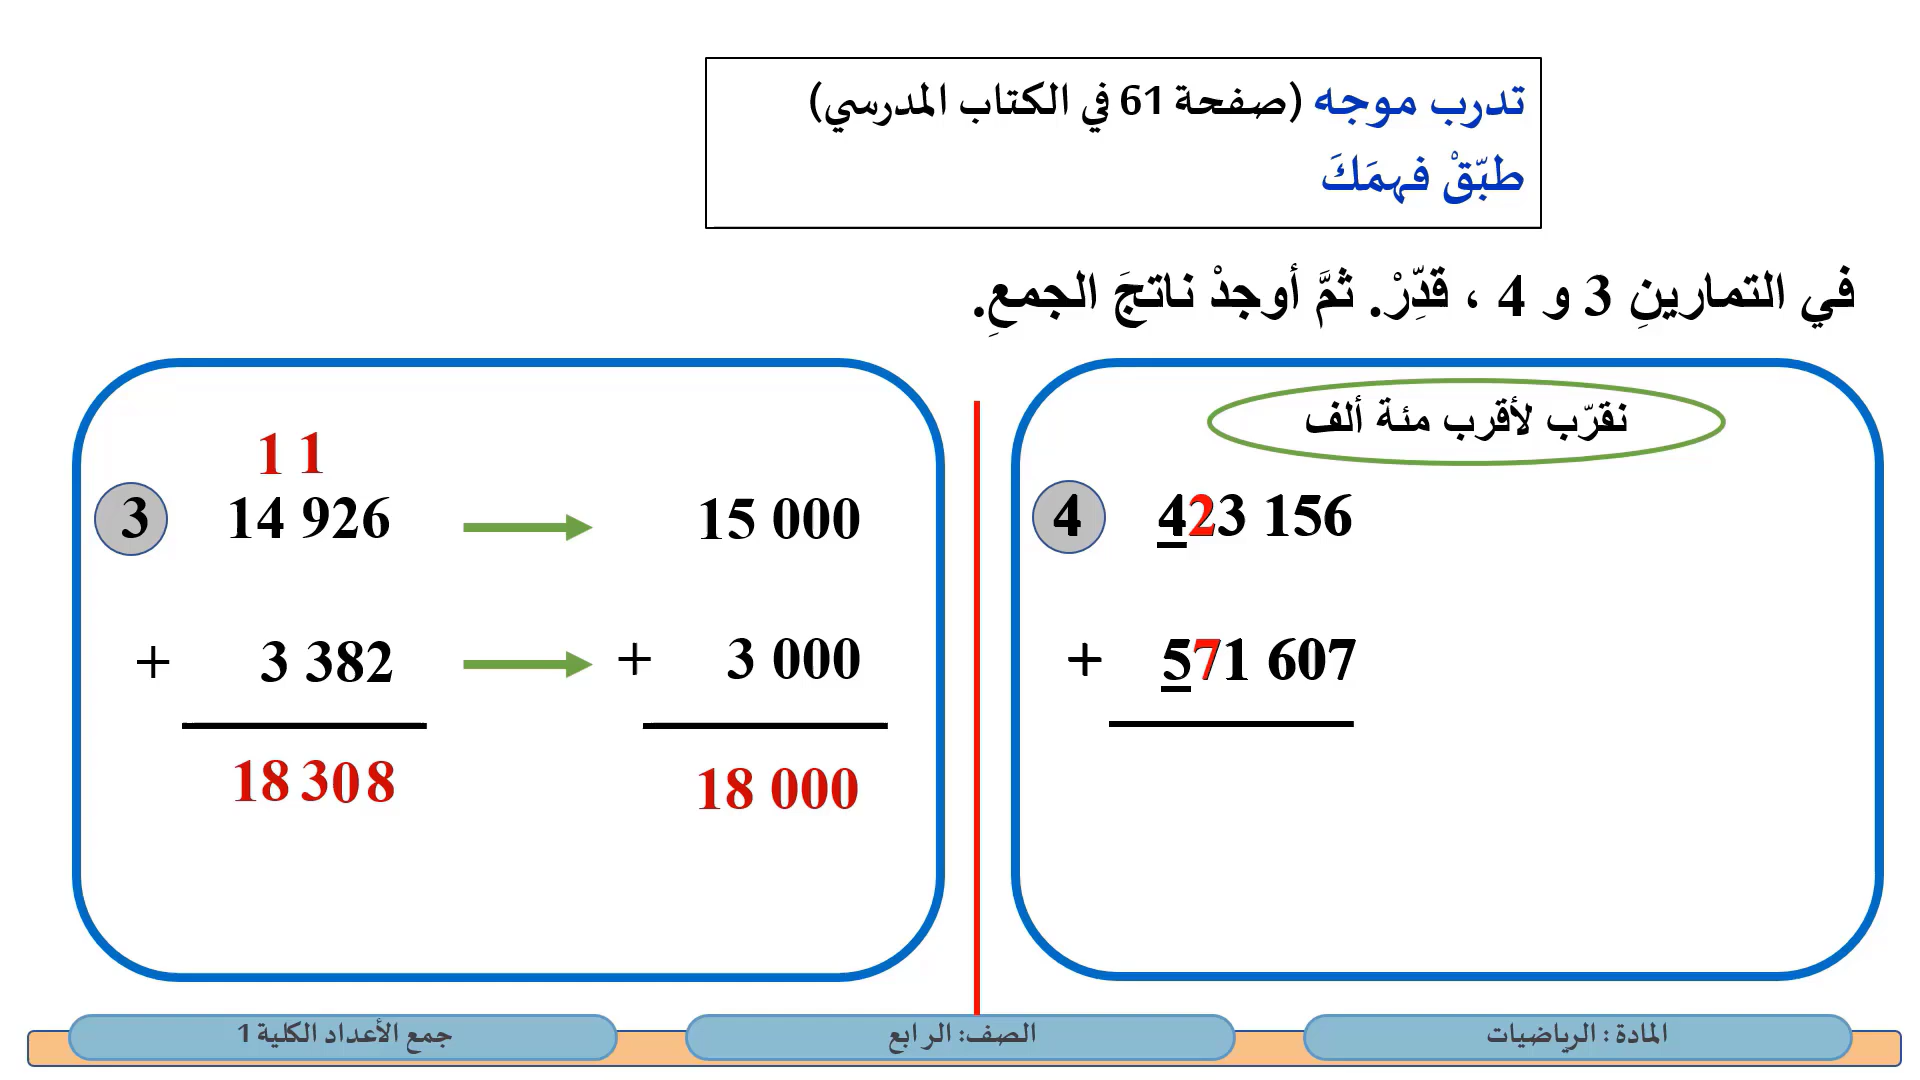 تدرب موجه (صفحة 61 في الكتاب المدرسي)
طبّقْ فهمَكَ
في التمارينِ 3 و 4 ، قدِّرْ. ثمَّ أوجدْ ناتجَ الجمعِ.
نقرّب لأقرب مئة ألف
4 423 156
+ 571 607
1 1
3 14 926 15 000
+ 3 382 + 3 000
18 308 18 000
المادة : الرياضيات
الصف: الرابع
جمع الأعداد الكلية 1